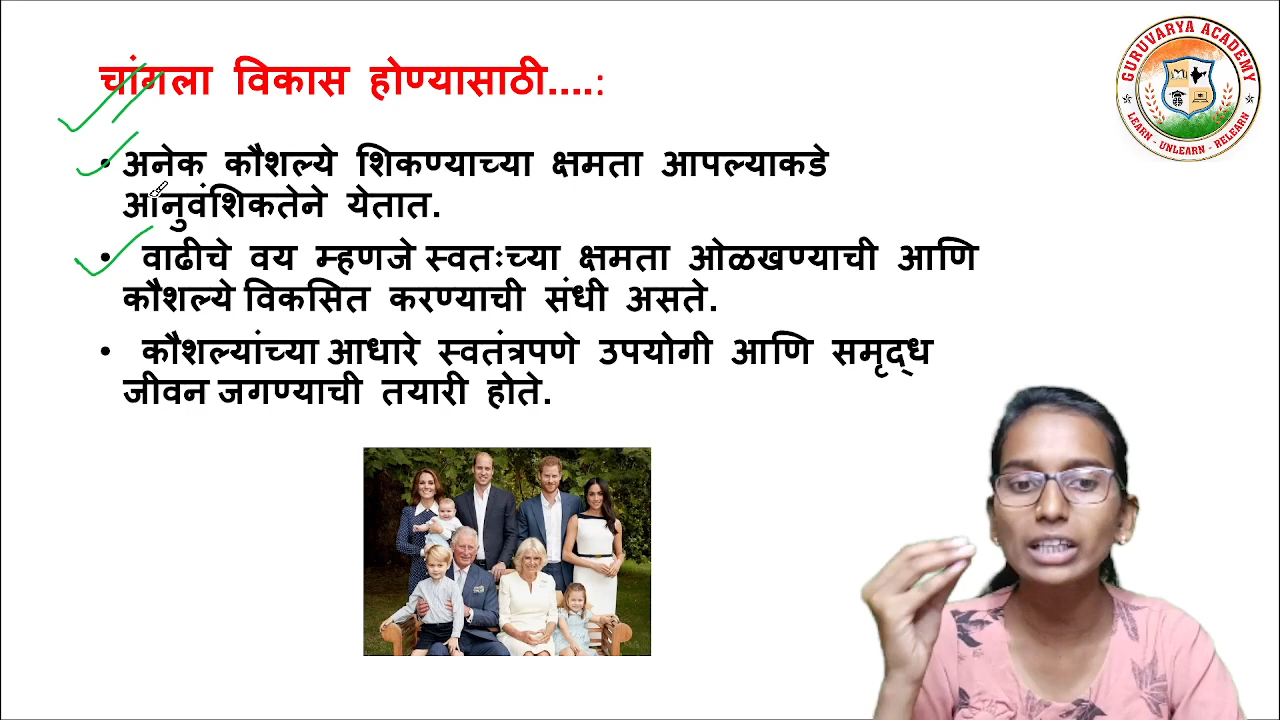 चांगला विकास होण्यासाठी....:
• अनेक कौशल्ये शिकण्याच्या क्षमता आपल्याकडे
आनुवंशिकतेने येतात.
• वाढीचे वय म्हणजे स्वतःच्या क्षमता ओळखण्याची आणि
कौशल्ये विकसित करण्याची संधी असते.
• कौशल्यांच्या आधारे स्वतंत्रपणे उपयोगी आणि समृद्ध
जीवन जगण्याची तयारी होते.
GURUVARYA ACADEMY
LEARN - UNLEARN - RELEARN